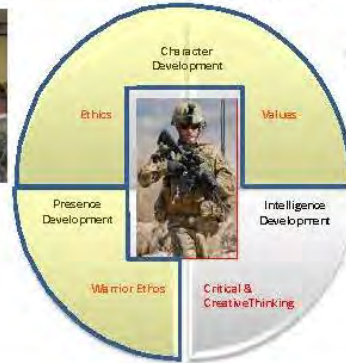 Character
Development
Ethics
Values
Presence
Development
Intelligence
Development
Warrior Ethos
Critical &
Creative Thinking